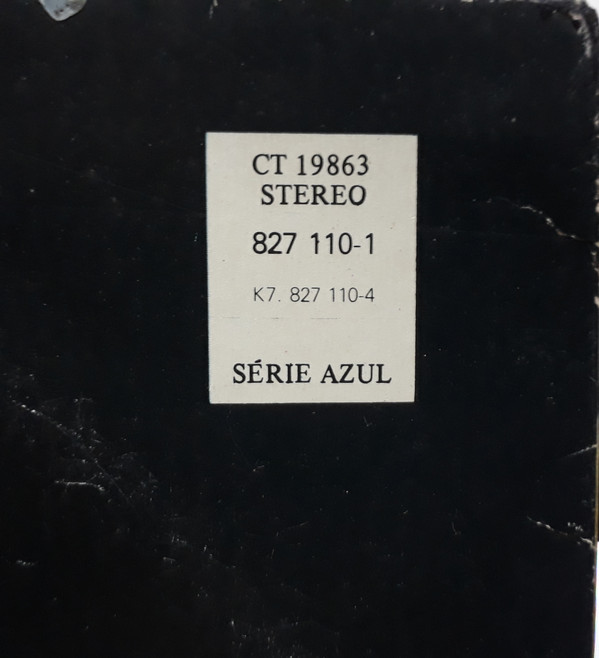 CT 19863
STEREO
827 110-1
K7. 827 110-4
SÉRIE AZUL